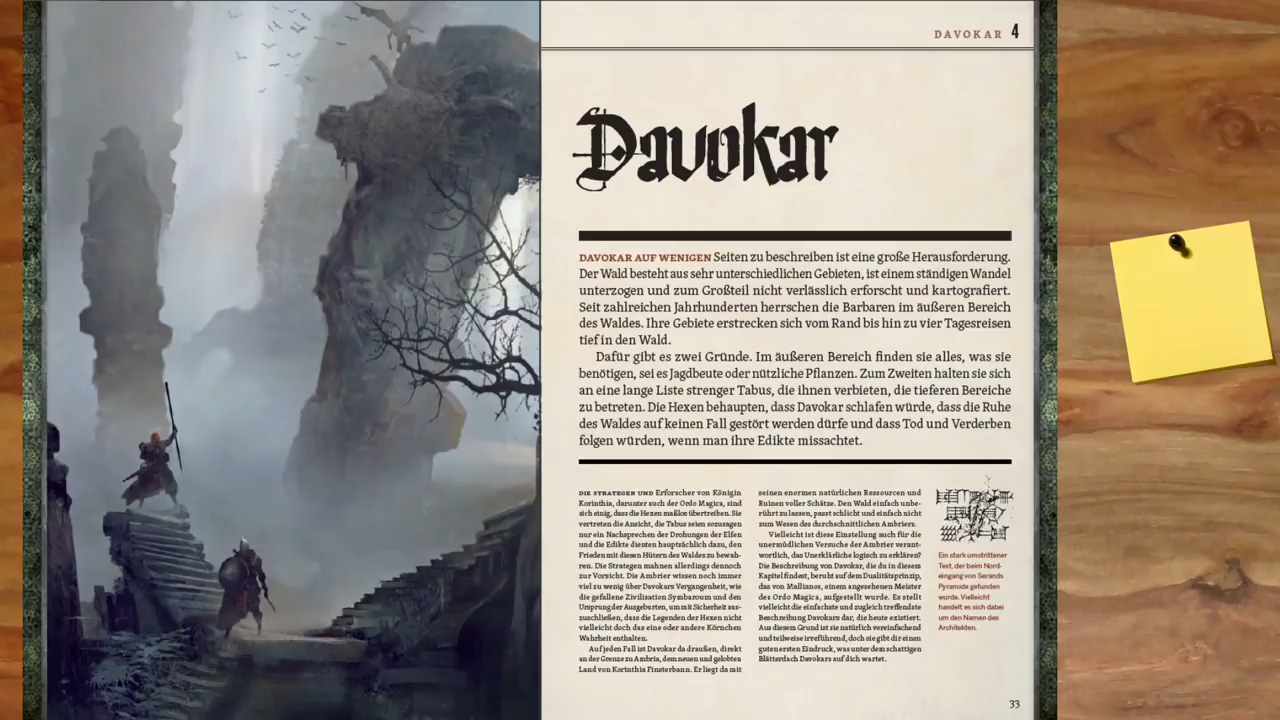 DAVOKAR 4
Davokar
DAVOKAR AUF WENIGEN Seiten zu beschreiben ist eine große Herausforderung.
Der Wald besteht aus sehr unterschiedlichen Gebieten, ist einem ständigen Wandel
unterzogen und zum Großteil nicht verlässlich erforscht und kartografiert.
Seit zahlreichen Jahrhunderten herrschen die Barbaren im äußeren Bereich
des Waldes. Ihre Gebiete erstrecken sich vom Rand bis hin zu vier Tagesreisen
tief in den Wald.
Dafür gibt es zwei Gründe. Im äußeren Bereich finden sie alles, was sie
benötigen, sei es Jagdbeute oder nützliche Pflanzen. Zum Zweiten halten sie sich
an eine lange Liste strenger Tabus, die ihnen verbieten, die tieferen Bereiche
zu betreten. Die Hexen behaupten, dass Davokar schlafen würde, dass die Ruhe
des Waldes auf keinen Fall gestört werden dürfe und dass Tod und Verderben
folgen würden, wenn man ihre Edikte missachtet.
DIE STRATEGEN UND Erforscher von Königin
Korinthia, darunter auch der Ordo Magica, sind
sich einig, dass die Hexen maßlos übertreiben. Sie
vertreten die Ansicht, die Tabus seien sozusagen
nur ein Nachsprechen der Drohungen der Elfen
und die Edikte dienten hauptsächlich dazu, den
Frieden mit diesen Hütern des Waldes zu bewah-
ren. Die Strategen mahnen allerdings dennoch
zur Vorsicht. Die Ambrier wissen noch immer
viel zu wenig über Davokars Vergangenheit, wie
die gefallene Zivilisation Symbaroum und den
Ursprung der Ausgeburten, um mit Sicherheit aus-
zuschließen, dass die Legenden der Hexen nicht
vielleicht doch das eine oder andere Körnchen
Wahrheit enthalten.
Auf jeden Fall ist Davokar da draußen, direkt
an der Grenze zu Ambria, dem neuen und gelobten
Land von Korinthia Finsterbann. Er liegt da mit
seinen enormen natürlichen Ressourcen und
Ruinen voller Schätze. Den Wald einfach unbe-
rührt zu lassen, passt schlicht und einfach nicht
zum Wesen des durchschnittlichen Ambriers.
Vielleicht ist diese Einstellung auch für die
unermüdlichen Versuche der Ambrier verant-
wortlich, das Unerklärliche logisch zu erklären?
Die Beschreibung von Davokar, die du in diesem
Kapitel findest, beruht auf dem Dualitätsprinzip,
das von Mallianos, einem angesehenen Meister
des Ordo Magica, aufgestellt wurde. Es stellt
vielleicht die einfachste und zugleich treffendste
Beschreibung Davokars dar, die heute existiert.
Aus diesem Grund ist sie natürlich vereinfachend
und teilweise irreführend, doch sie gibt dir einen
guten ersten Eindruck, was unter dem schattigen
Blätterdach Davokars auf dich wartet.
Ein stark umstrittener
Text, der beim Nord-
eingang von Serands
Pyramide gefunden
wurde. Vielleicht
handelt es sich dabei
um den Namen des
Architekten.
33